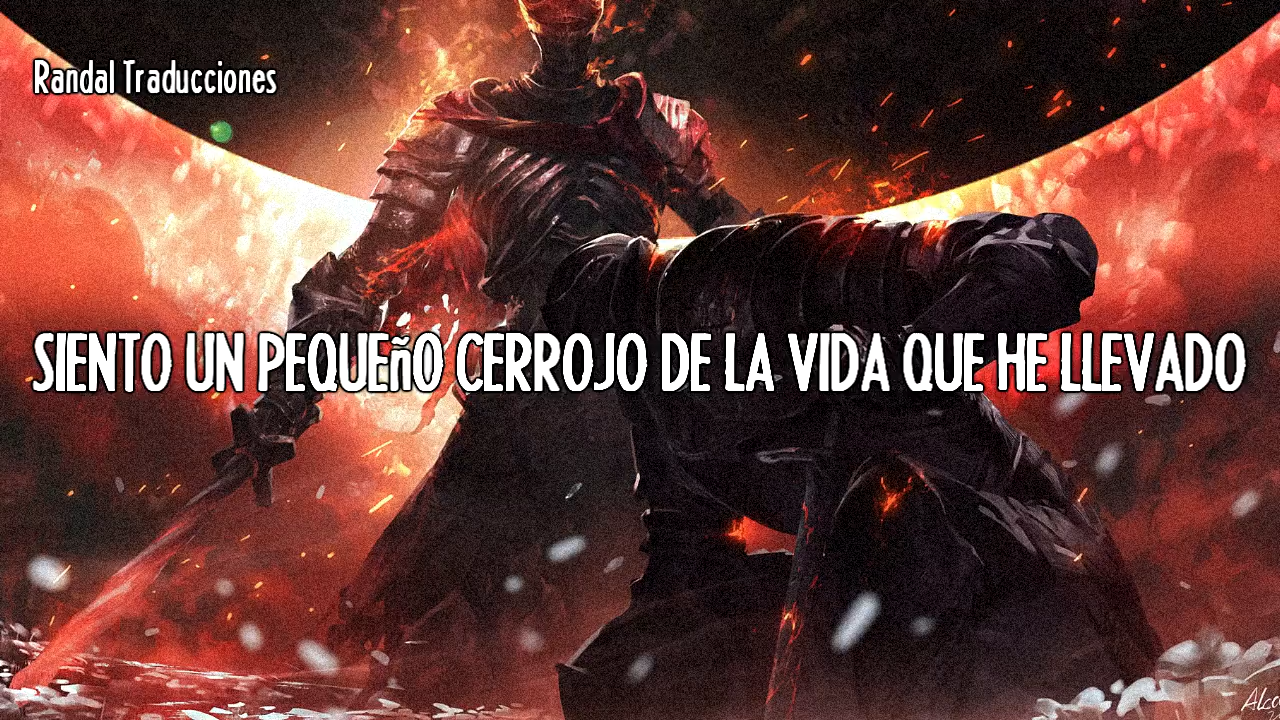 Randal Traducciones
SIENTO UN PEQUEñO CERROJO DE LA VIDA QUE HE LLEVADO